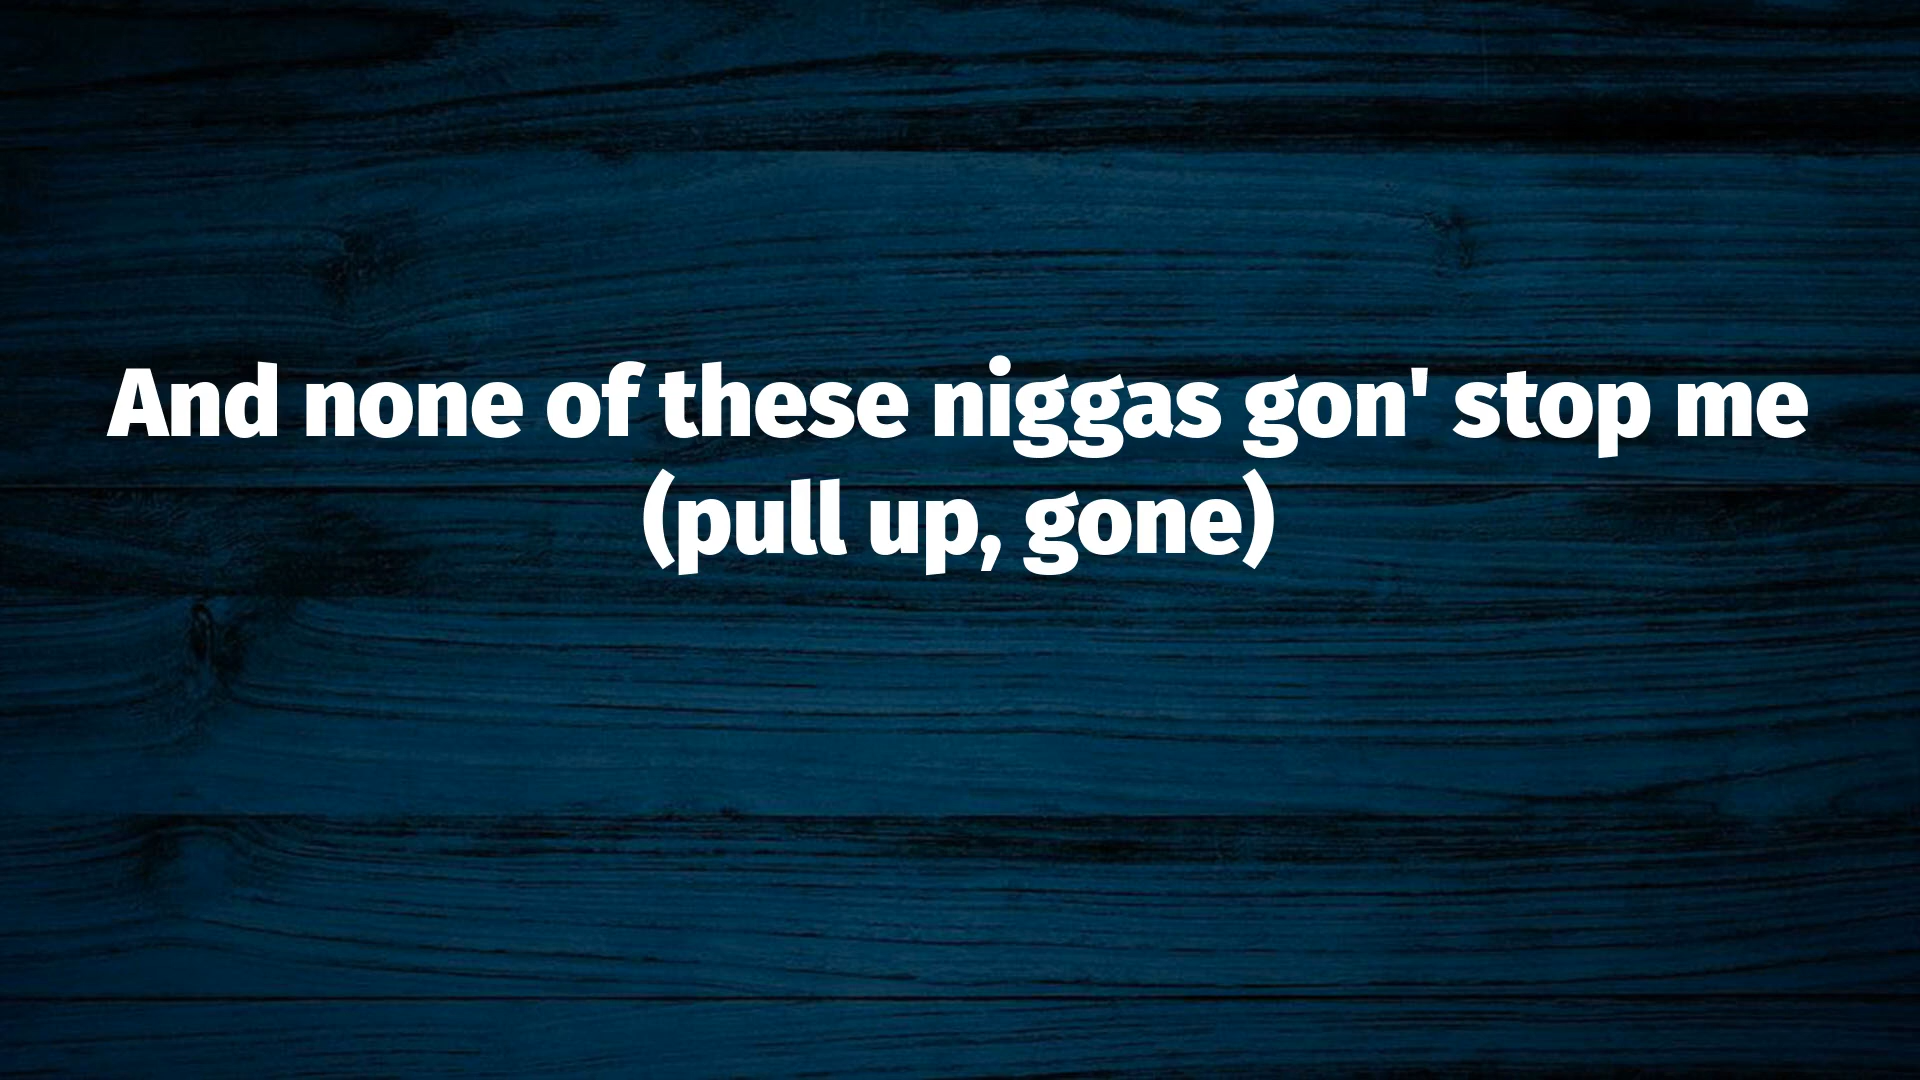 And none of these niggas gon' stop me
(pull up, gone)